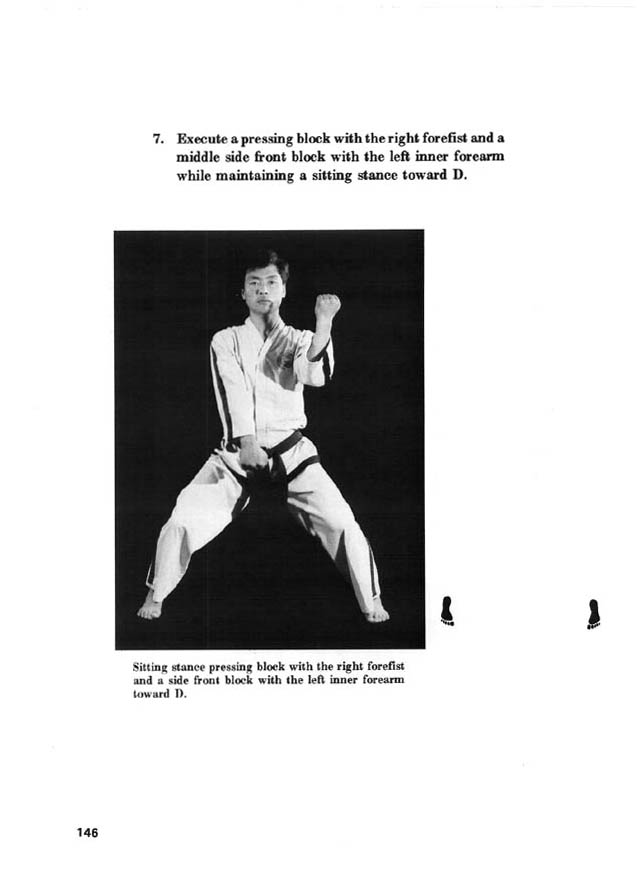 7. Execute a pressing block with the right forefist and a
middle side front block with the left inner forearm
while maintaining a sitting stance toward D.
Sitting stance pressing block with the right forefist
and a side front block with the left inner forearm
toward D.
146